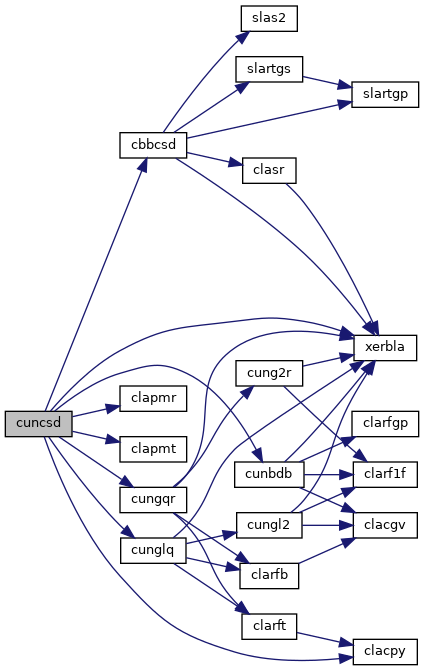 slas2
slartgs
slartgp
cbbcsd
clasr
xerbla
cung2r
clapmr
clarfgp
cuncsd
clapmt
cunbdb
clarf1f
cungqr
cungl2
clacgv
cunglq
clarfb
clarft
clacpy